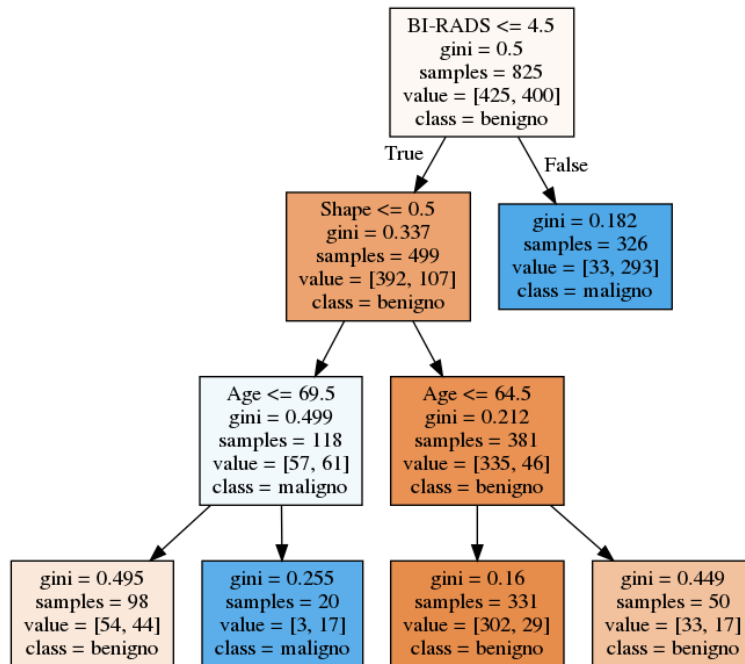 BI-RADS <= 4.5
gini = 0.5
samples = 825
value = [425, 400]
class = benigno
True
False
Shape <= 0.5
gini = 0.337
samples = 499
value = [392, 107]
class = benigno
gini = 0.182
samples = 326
value = [33, 293]
class = maligno
Age <= 69.5
gini = 0.499
samples = 118
value = [57, 61]
class = maligno
Age <= 64.5
gini = 0.212
samples = 381
value = [335, 46]
class = benigno
gini = 0.495
samples = 98
value = [54, 44]
class = benigno
gini = 0.255
samples = 20
value = [3, 17]
class = maligno
gini = 0.16
samples = 331
value = [302, 29]
class = benigno
gini = 0.449
samples = 50
value = [33, 17]
class = benigno